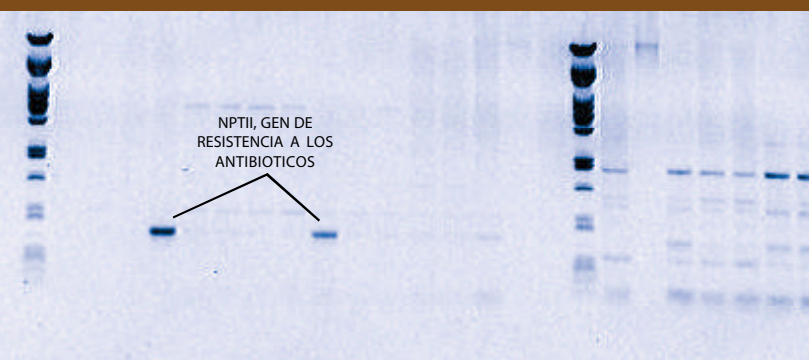 NPTII, GEN DE
RESISTENCIA A LOS
ANTIBIOTICOS